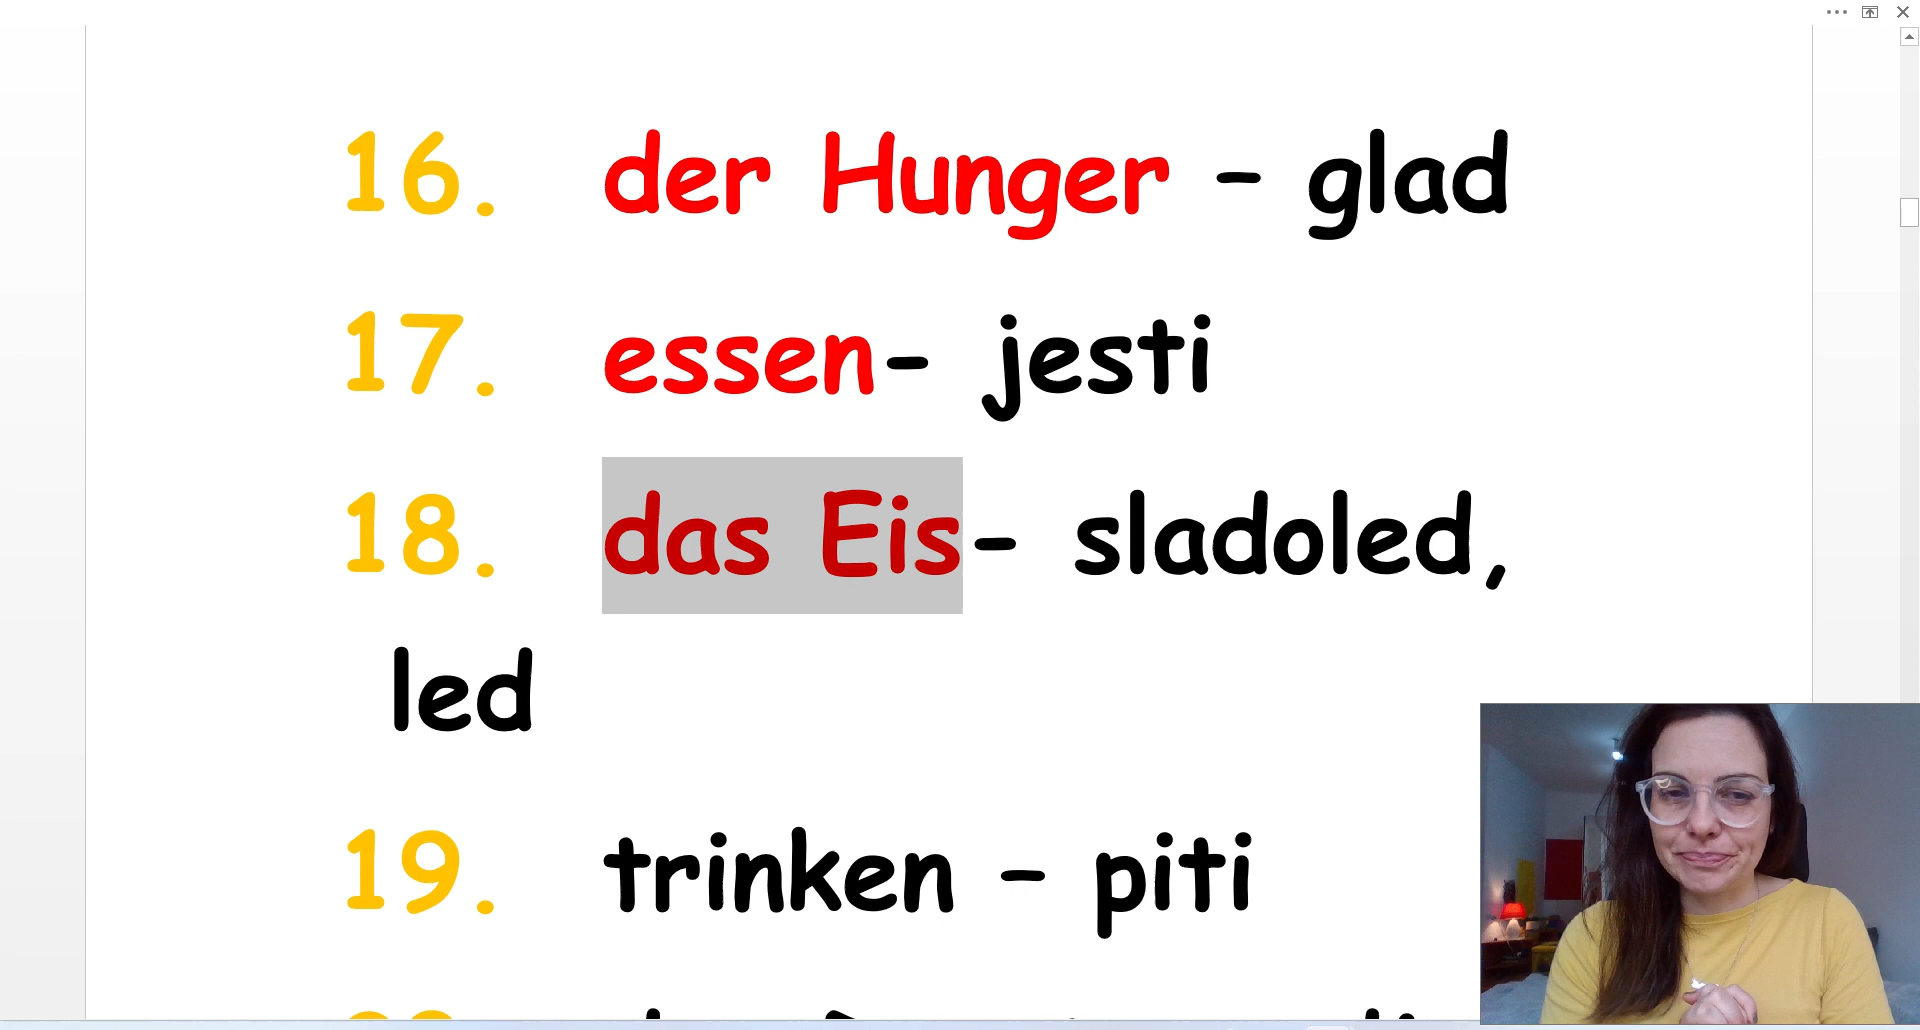 16. der Hunger – glad
17. essen- jesti
18. das Eis- sladoled,
led
19. trinken – piti